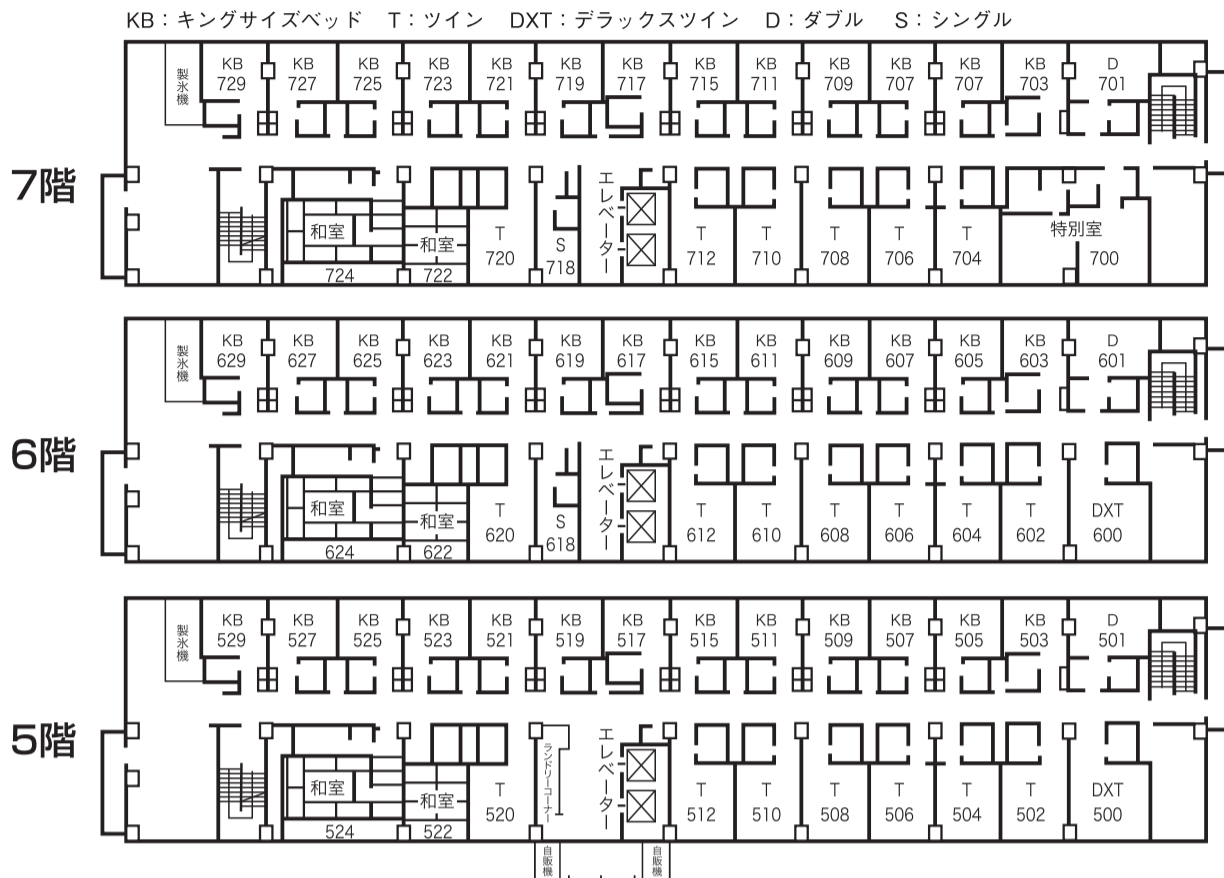 KB：キングサイズベッド　T：ツイン　DXT：デラックスツイン　D：ダブル　S：シングル
7階
製氷機
KB 729
KB 727
KB 725
KB 723
KB 721
KB 719
KB 717
KB 715
KB 711
KB 709
KB 707
KB 707
KB 703
D 701
和室 724
和室 722
T 720
S 718
エレベーター
T 712
T 710
T 708
T 706
T 704
特別室 700
6階
製氷機
KB 629
KB 627
KB 625
KB 623
KB 621
KB 619
KB 617
KB 615
KB 611
KB 609
KB 607
KB 605
KB 603
D 601
和室 624
和室 622
T 620
S 618
エレベーター
T 612
T 610
T 608
T 606
T 604
T 602
DXT 600
5階
製氷機
KB 529
KB 527
KB 525
KB 523
KB 521
KB 519
KB 517
KB 515
KB 511
KB 509
KB 507
KB 505
KB 503
D 501
和室 524
和室 522
T 520
ランドリーコーナー
エレベーター
T 512
T 510
T 508
T 506
T 504
T 502
DXT 500
自販機
自販機